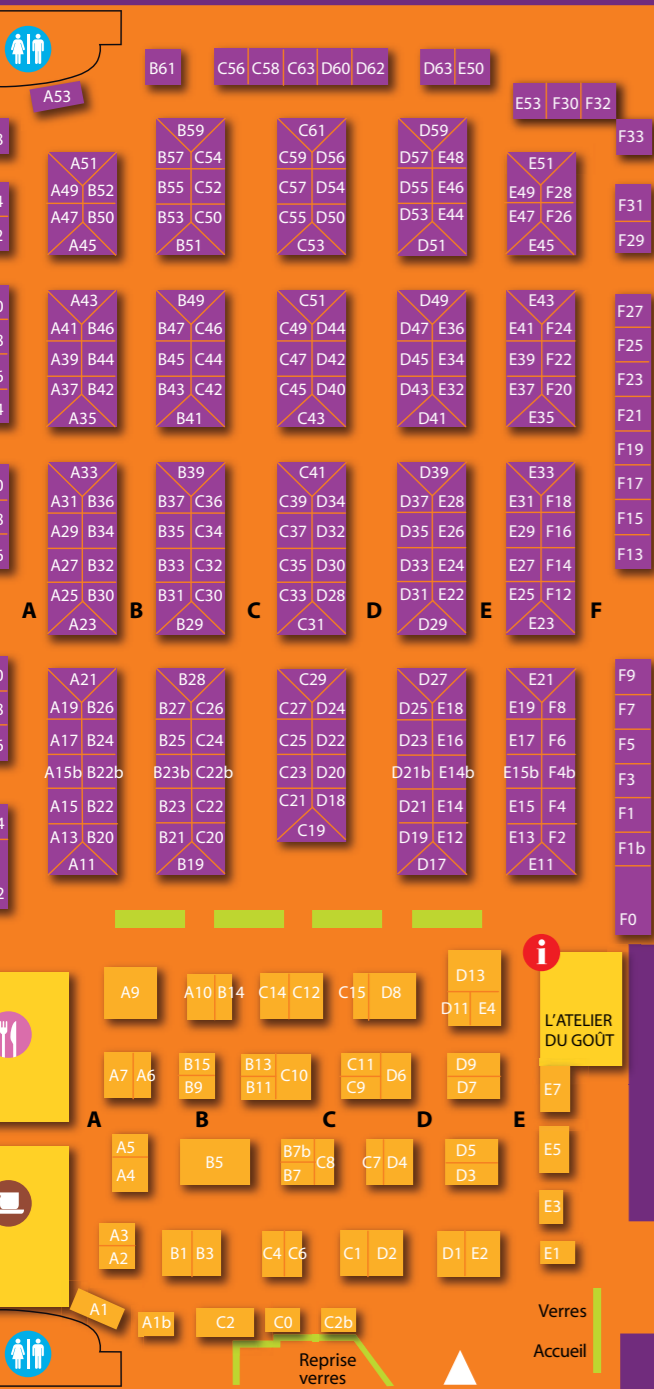 B61 C56 C58 C63 D60 D62 D63 E50
A53
E53 F30 F32
F33
B59 C61 D59
A51 B57 C54 C59 D56 D57 E48 E51
A49 B52 B55 C52 C57 D54 D55 E46 E49 F28
F31
A47 B50 B53 C50 C55 D50 D53 E44 E47 F26
F29
A45 B51 C53 D51 E45
A43 B49 C51 D49 E43
F27
A41 B46 B47 C46 C49 D44 D47 E36 E41 F24
F25
A39 B44 B45 C44 C47 D42 D45 E34 E39 F22
F23
A37 B42 B43 C42 C45 D40 D43 E32 E37 F20
A35 B41 C43 D41 E35
F21
F19
A33 B39 C41 D39 E33
F17
A31 B36 B37 C36 C39 D34 D37 E28 E31 F18
F15
A29 B34 B35 C34 C37 D32 D35 E26 E29 F16
F13
A27 B32 B33 C32 C35 D30 D33 E24 E27 F14
A25 B30 B31 C30 C33 D28 D31 E22 E25 F12
A B C D E F
A23 B29 C31 D29 E23
A21 B28 C29 D27 E21
F9
A19 B26 B27 C26 C27 D24 D25 E18 E19 F8
F7
A17 B24 B25 C24 C25 D22 D23 E16 E17 F6
F5
A15b B22b B23b C22b C23 D20 D21b E14b E15b F4b
F3
A15 B22 B23 C22 C21 D18 D21 E14 E15 F4
F1
A13 B20 B21 C20 C19 D19 E12 E13 F2
F1b
A11 B19 D17 E11
F0
D13
A9 A10 B14 C14 C12 C15 D8
D11 E4
L'ATELIER
DU GOÛT
B15 B13 C11 D9
A7 A6 C10 D6
B9 B11 C9 D7
E7
A B C D E
A5 B7b D5 E5
B5 C8 C7 D4
A4 B7 D3
E3
A3
B1 B3 C4 C6 C1 D2 D1 E2 E1
A2
A1
A1b C2 C0 C2b
Verres
Accueil
Reprise
verres
i